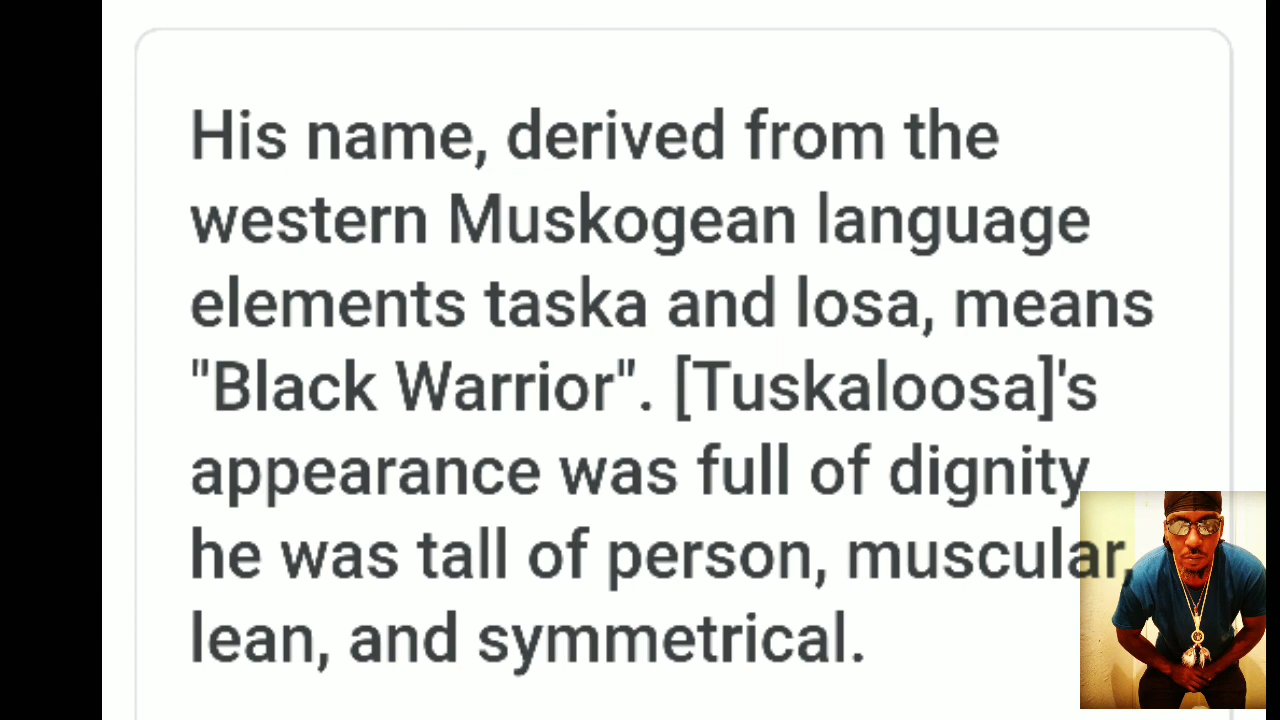 His name, derived from the
western Muskogean language
elements taska and losa, means
"Black Warrior". [Tuskaloosa]'s
appearance was full of dignity
he was tall of person, muscular,
lean, and symmetrical.